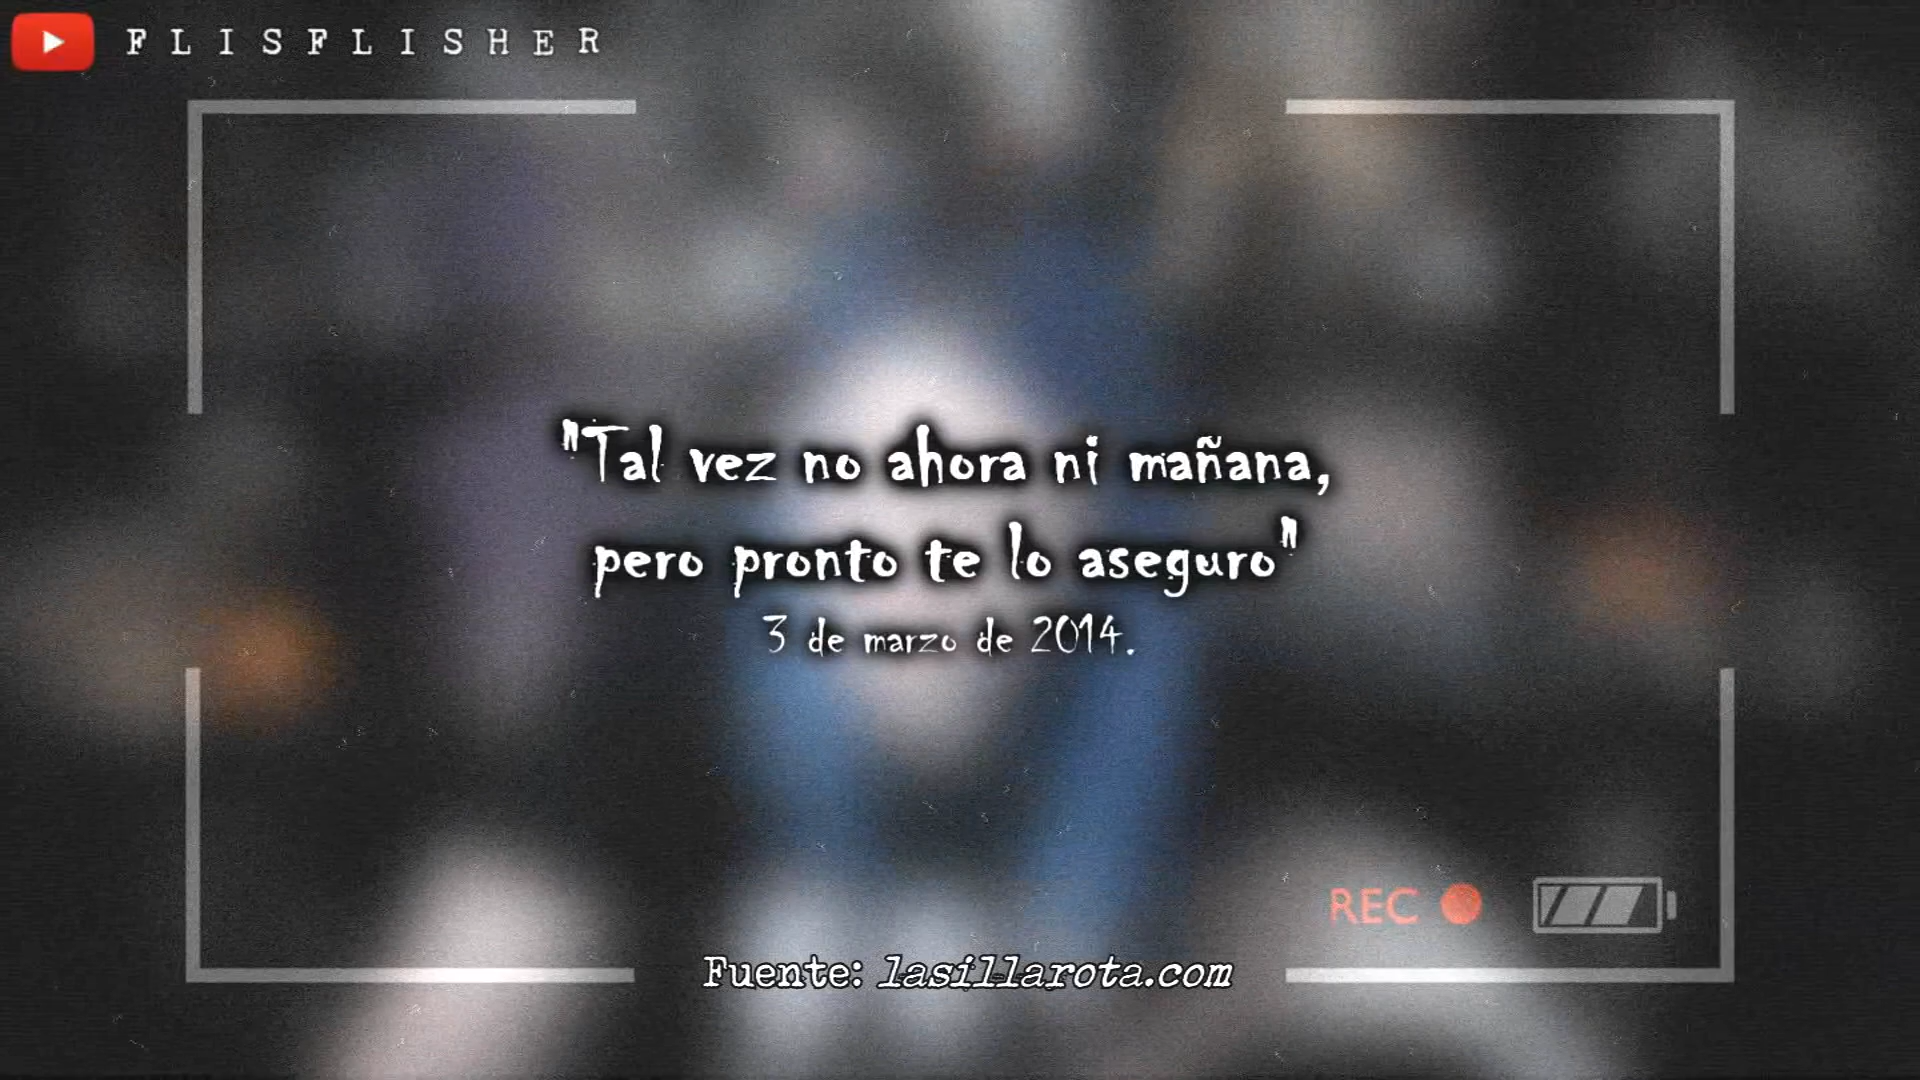 FLISFLISHER
"Tal vez no ahora ni mañana,
pero pronto te lo aseguro"
3 de marzo de 2014.
REC
Fuente: lasillarota.com